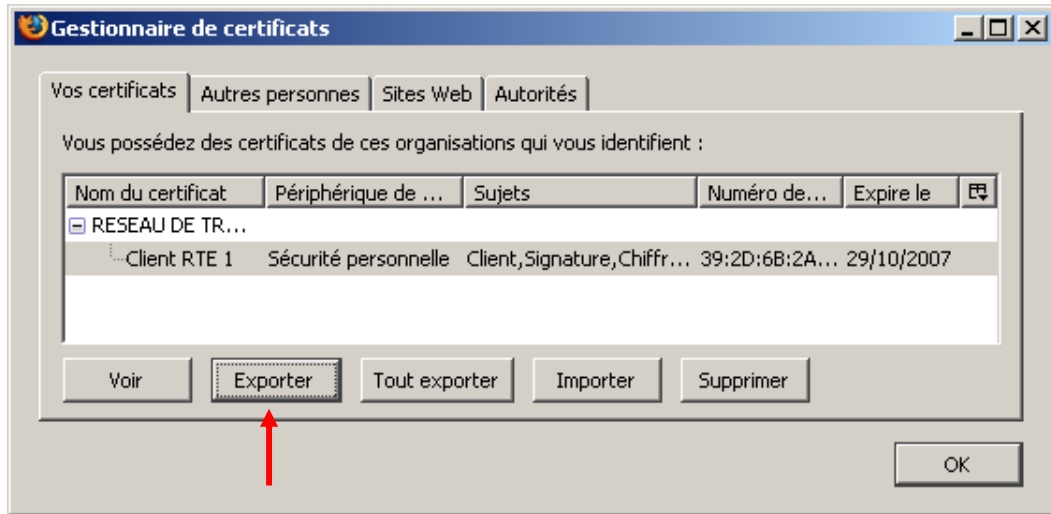 Gestionnaire de certificats
Vos certificats Autres personnes Sites Web Autorités
Vous possédez des certificats de ces organisations qui vous identifient :
Nom du certificat Périphérique de ... Sujets Numéro de... Expire le
RESEAU DE TR...
Client RTE 1 Sécurité personnelle Client,Signature,Chiffr... 39:2D:6B:2A... 29/10/2007
Voir Exporter Tout exporter Importer Supprimer
OK